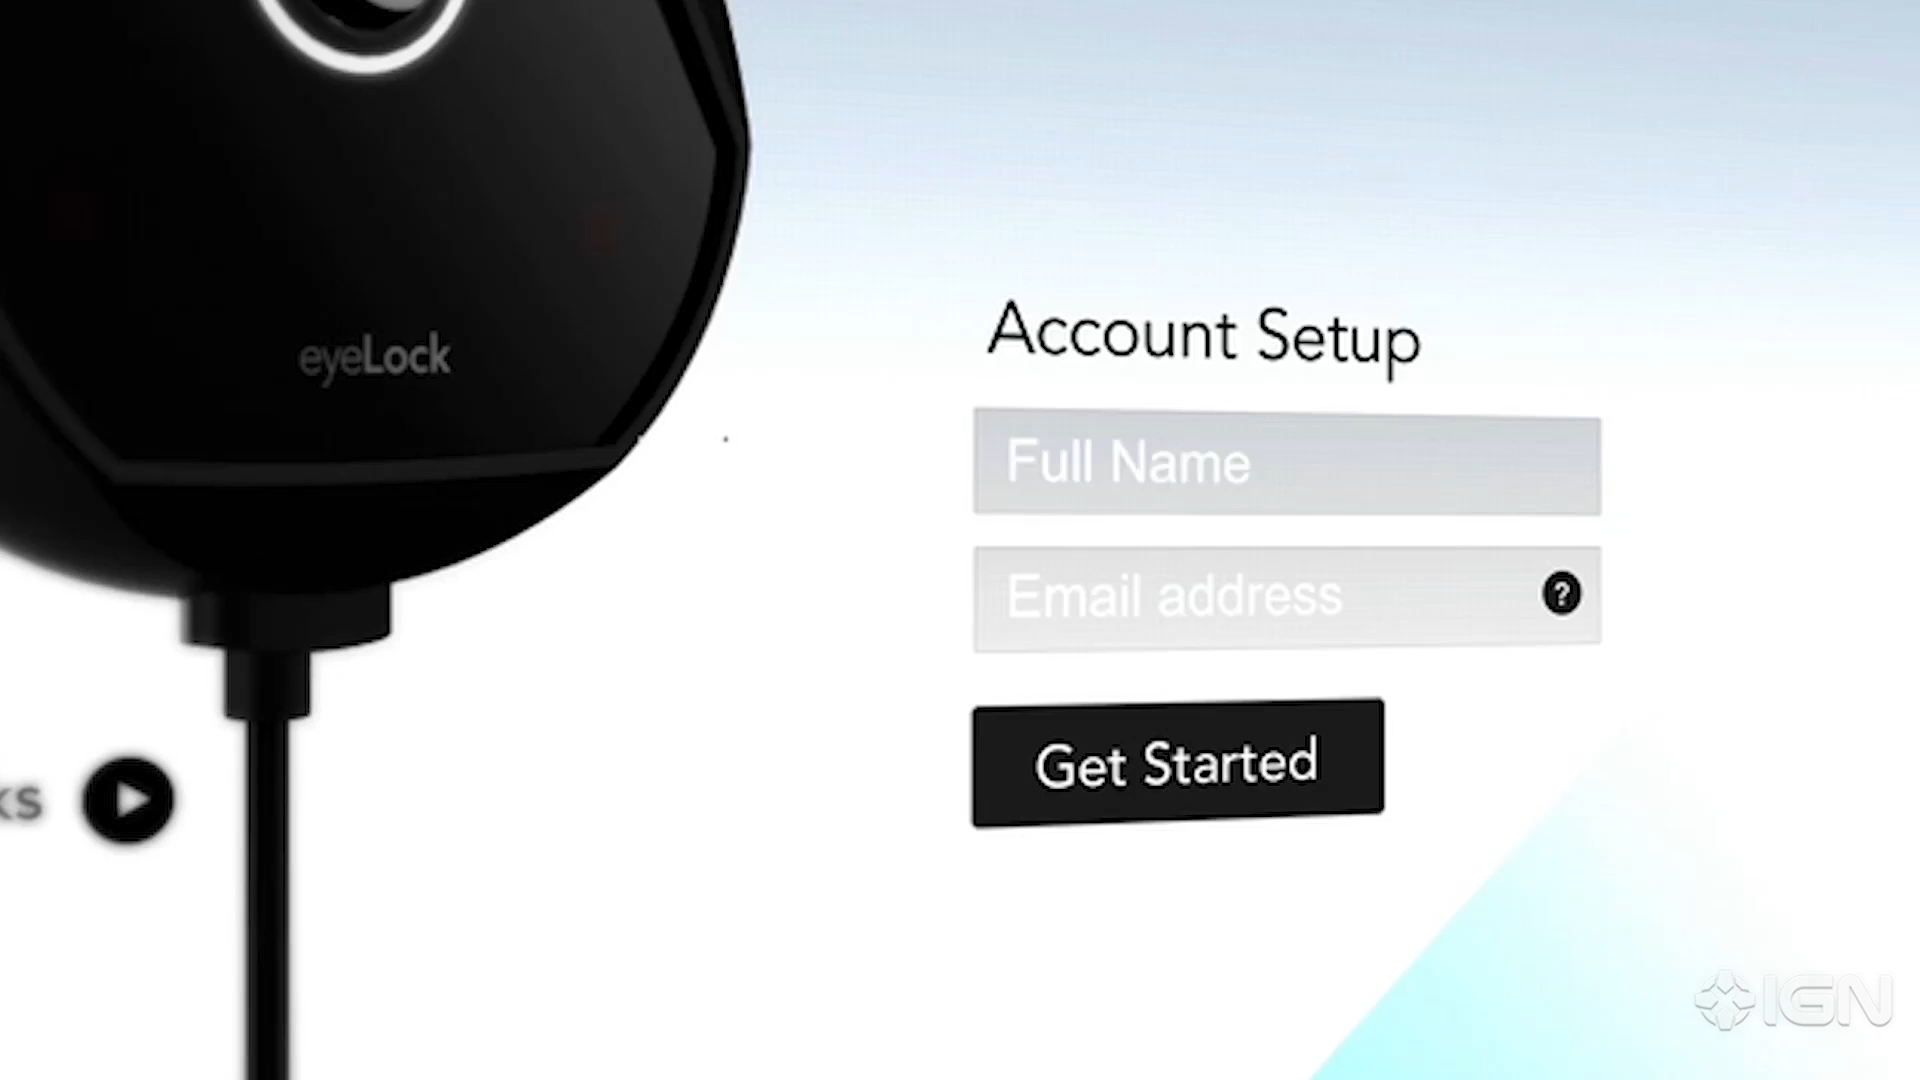 eyeLock
Account Setup
Full Name
Email address
?
Get Started
IGN